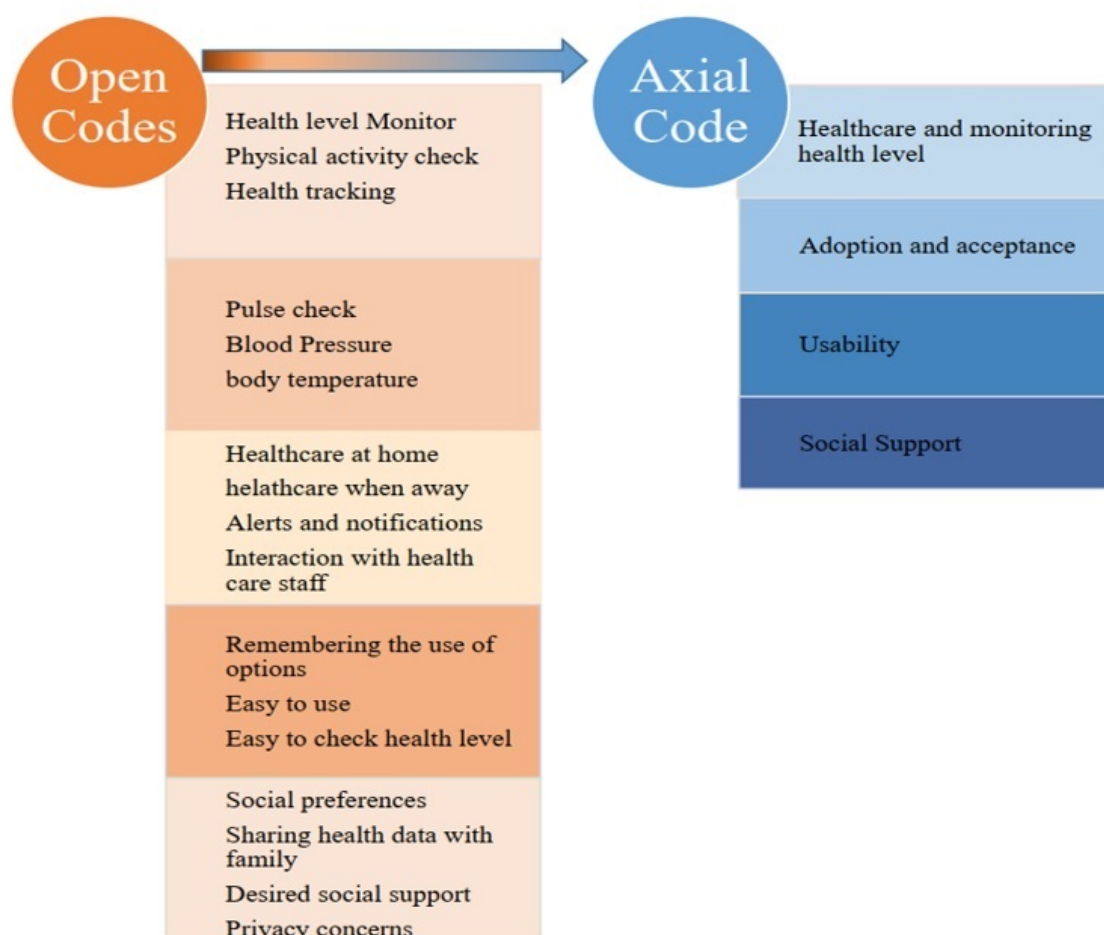 Open
Codes
Health level Monitor
Physical activity check
Health tracking
Pulse check
Blood Pressure
body temperature
Healthcare at home
helathcare when away
Alerts and notifications
Interaction with health
care staff
Remembering the use of
options
Easy to use
Easy to check health level
Social preferences
Sharing health data with
family
Desired social support
Privacy concerns
Axial
Code
Healthcare and monitoring
health level
Adoption and acceptance
Usability
Social Support